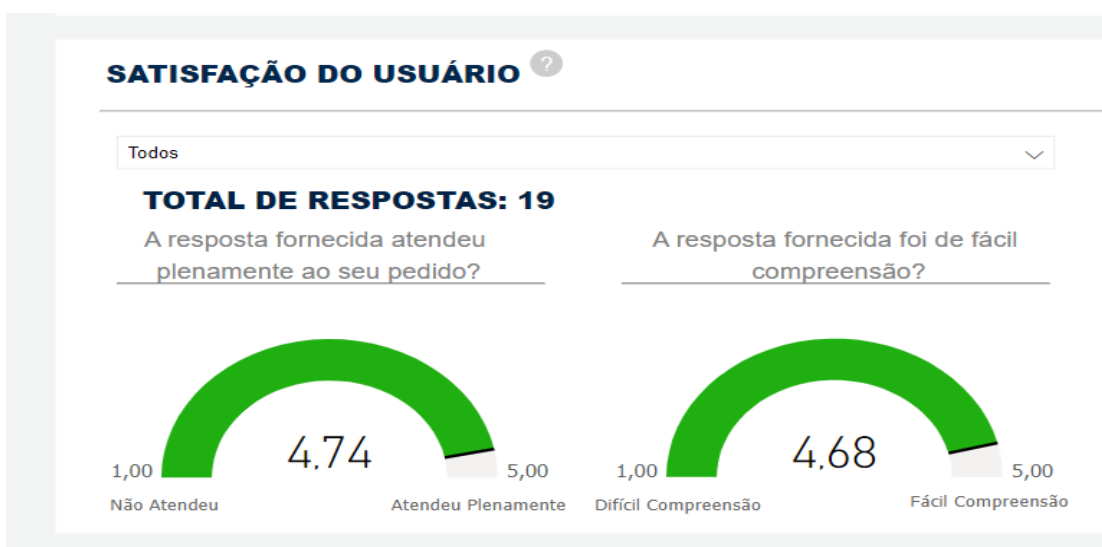 SATISFAÇÃO DO USUÁRIO ?
Todos
TOTAL DE RESPOSTAS: 19
A resposta fornecida atendeu
plenamente ao seu pedido?
A resposta fornecida foi de fácil
compreensão?
4,74
1,00
5,00
Não Atendeu
Atendeu Plenamente
4,68
1,00
5,00
Difícil Compreensão
Fácil Compreensão